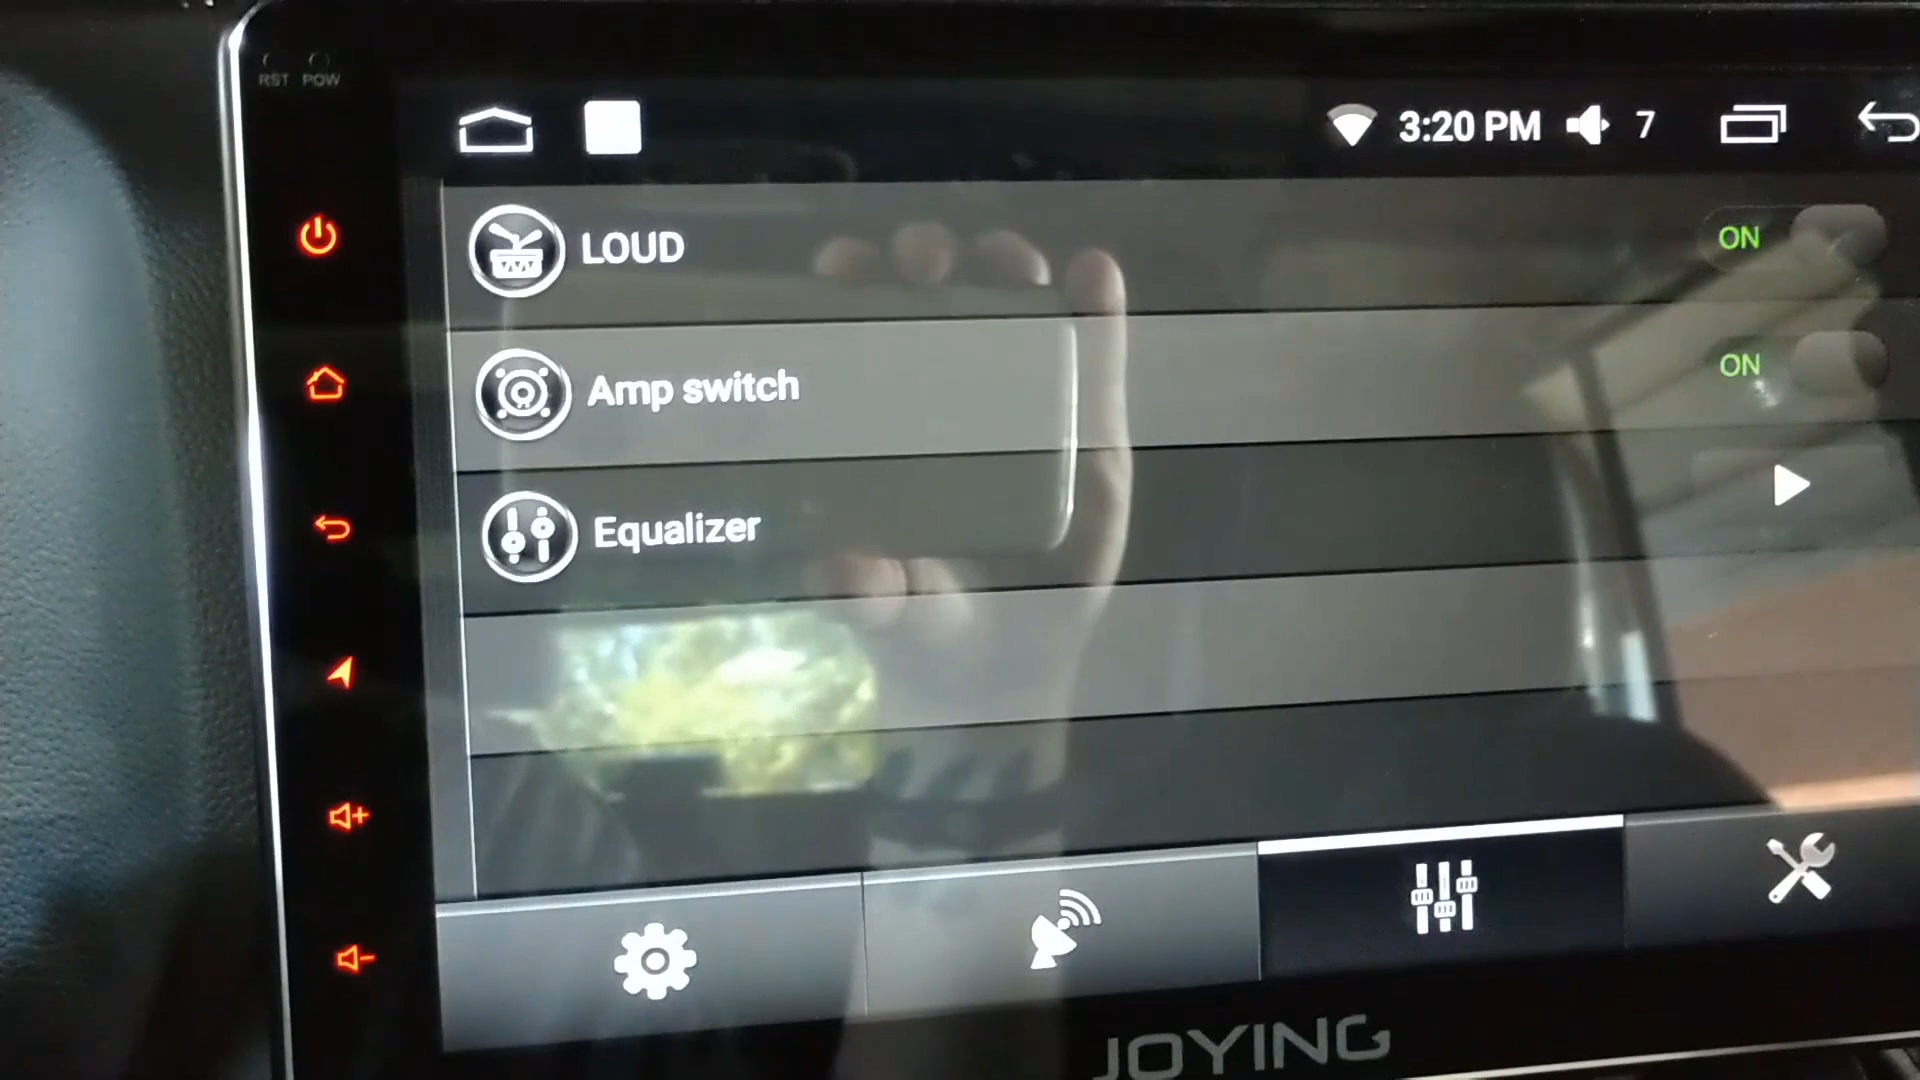 RST POW
3:20 PM 7
LOUD ON
Amp switch ON
Equalizer
JOYING